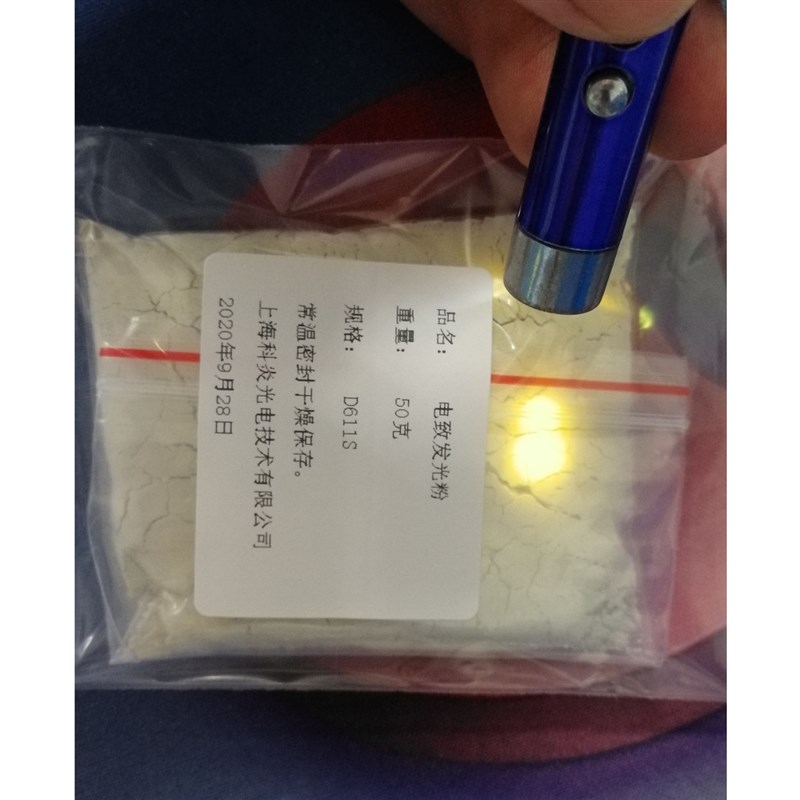 品名： 电致发光粉
重量： 50克
规格： D611S
常温密封干燥保存。
上海科炎光电技术有限公司
2020年9月28日